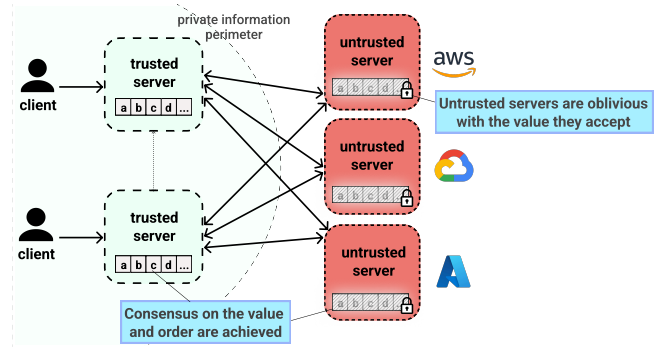 private information
perimeter
client
trusted
server
a b c d ...
untrusted
server
a b c d ...
aws
Untrusted servers are oblivious
with the value they accept
untrusted
server
a b c d ...
client
trusted
server
a b c d ...
untrusted
server
a b c d ...
Consensus on the value
and order are achieved